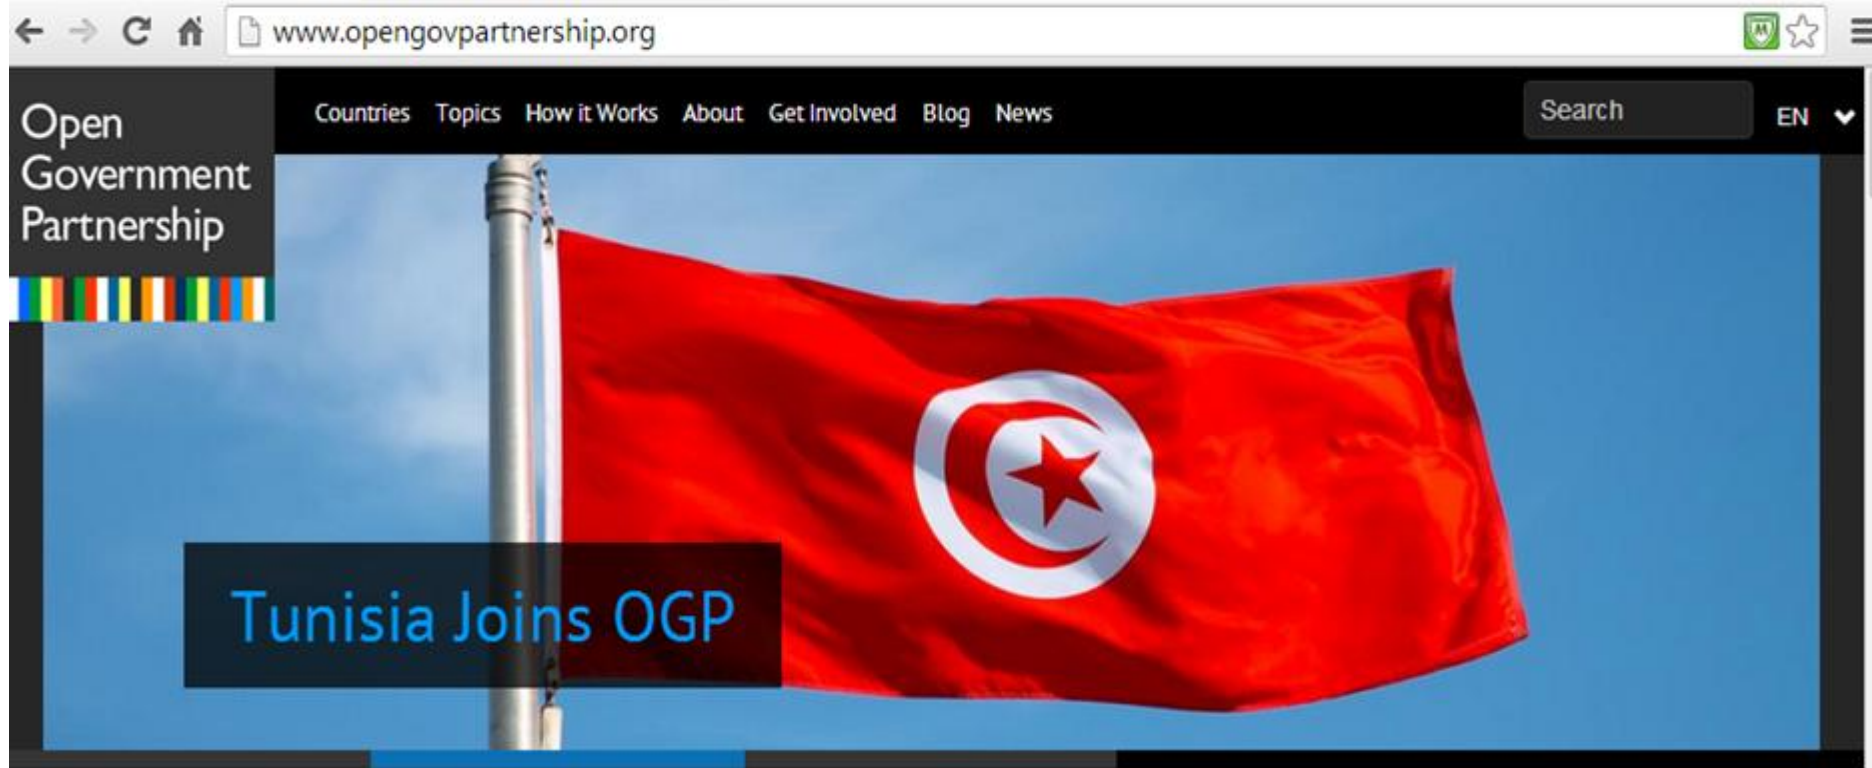 www.opengovpartnership.org
Open
Government
Partnership
Countries Topics How it Works About Get Involved Blog News
Search
EN
Tunisia Joins OGP